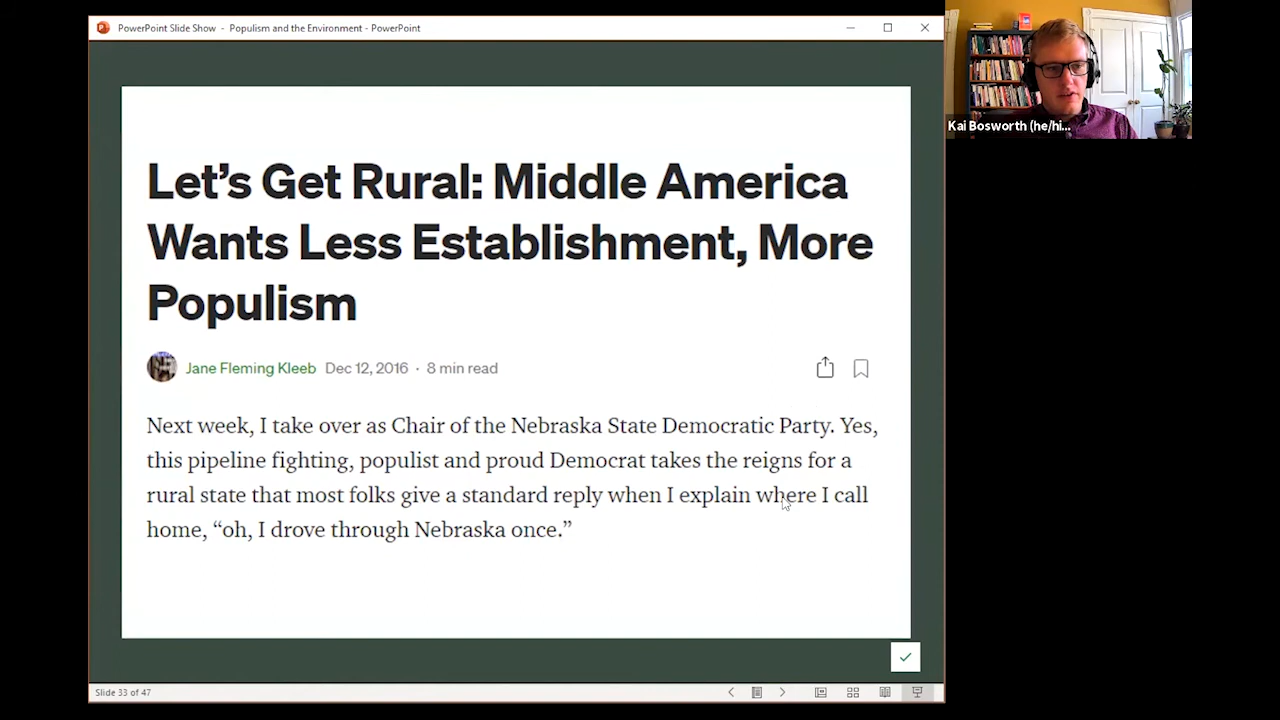 PowerPoint Slide Show - Populism and the Environment - PowerPoint
Kai Bosworth (he/hi...
Let’s Get Rural: Middle America
Wants Less Establishment, More
Populism
Jane Fleming Kleeb Dec 12, 2016 · 8 min read
Next week, I take over as Chair of the Nebraska State Democratic Party. Yes,
this pipeline fighting, populist and proud Democrat takes the reigns for a
rural state that most folks give a standard reply when I explain where I call
home, “oh, I drove through Nebraska once.”
Slide 33 of 47